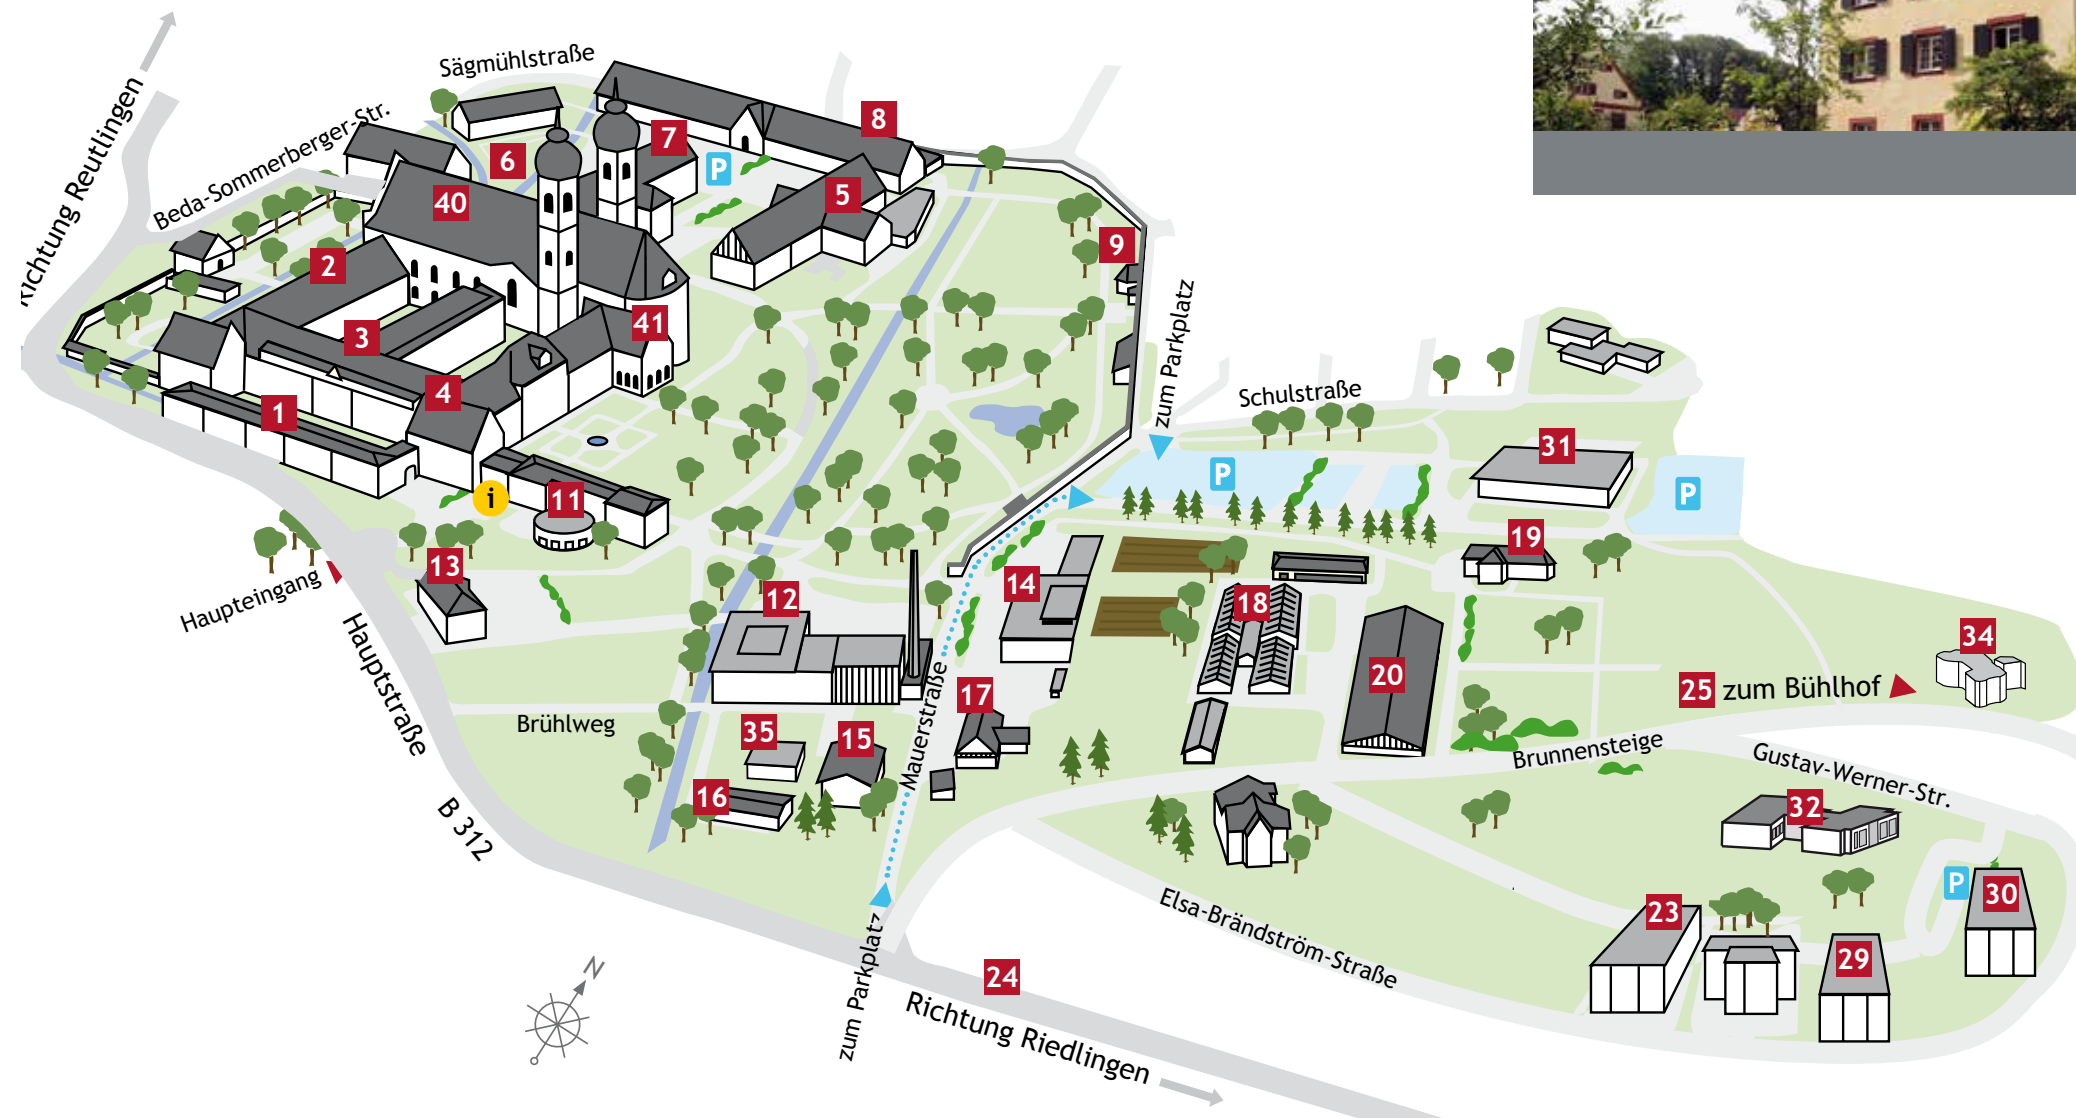 Richtung Reutlingen
Sägmühlstraße
Beda-Sommerberger-Str.
8
7
P
6
5
40
9
2
41
3
4
1
zum Parkplatz
Schulstraße
31
P
P
i
11
19
13
Haupteingang
14
12
18
Hauptstraße
34
20
25 zum Bühlhof
17
Mauerstraße
Brühlweg
35
15
Brunnensteige
Gustav-Werner-Str.
16
32
B 312
P
30
23
Elsa-Brändström-Straße
29
N
zum Parkplatz
24
Richtung Riedlingen